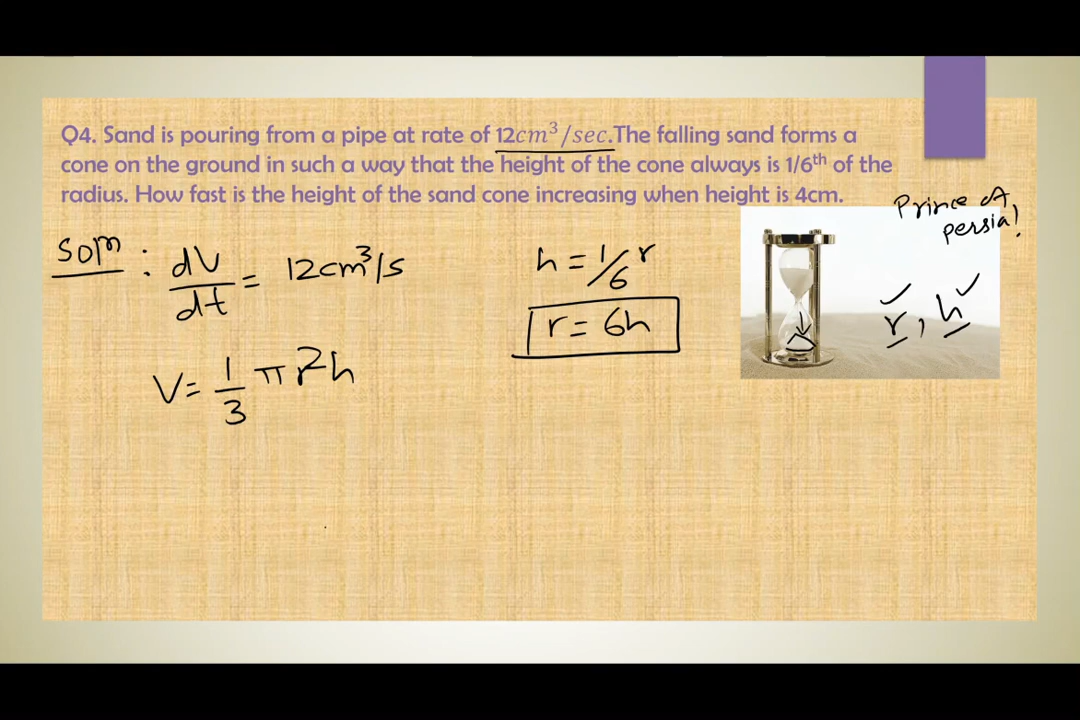 Q4. Sand is pouring from a pipe at rate of 12cm³/sec.The falling sand forms a
cone on the ground in such a way that the height of the cone always is 1/6th of the
radius. How fast is the height of the sand cone increasing when height is 4cm.
Prince of
persia!
Soln :
dV/dt = 12cm³/s
h = 1/6 r
r = 6h
r, h
V = 1/3 π r²h